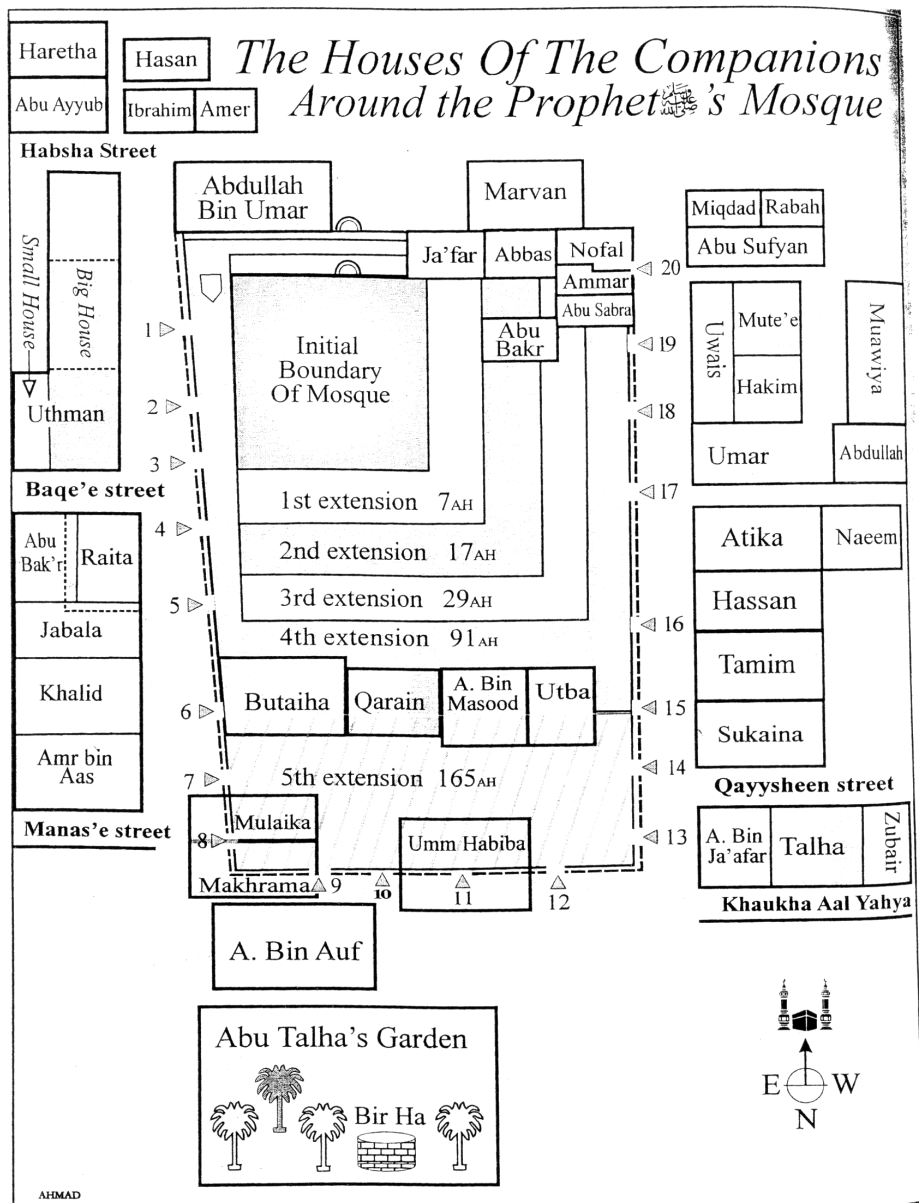 The Houses Of The Companions
Around the Prophet ﷺ's Mosque
Haretha
Hasan
Abu Ayyub
Ibrahim
Amer
Habsha Street
Abdullah
Bin Umar
Marvan
Miqdad
Rabah
Abu Sufyan
Ja'far
Abbas
Nofal
Ammar
Abu Sabra
Abu
Bakr
20
19
18
17
16
15
14
13
Small House
Big House
Uthman
Baqe'e street
1
2
3
4
5
6
7
8
9
10
11
12
Initial
Boundary
Of Mosque
1st extension 7AH
2nd extension 17AH
3rd extension 29AH
4th extension 91AH
5th extension 165AH
Uwais
Mute'e
Hakim
Muawiya
Umar
Abdullah
Abu
Bak'r
Raita
Jabala
Khalid
Amr bin
Aas
Manas'e street
Atika
Naeem
Hassan
Tamim
Sukaina
Qayysheen street
Butaiha
Qarain
A. Bin
Masood
Utba
Mulaika
Makhrama
Umm Habiba
A. Bin
Ja'afar
Talha
Zubair
Khaukha Aal Yahya
A. Bin Auf
Abu Talha's Garden
Bir Ha
E
W
N
AHMAD